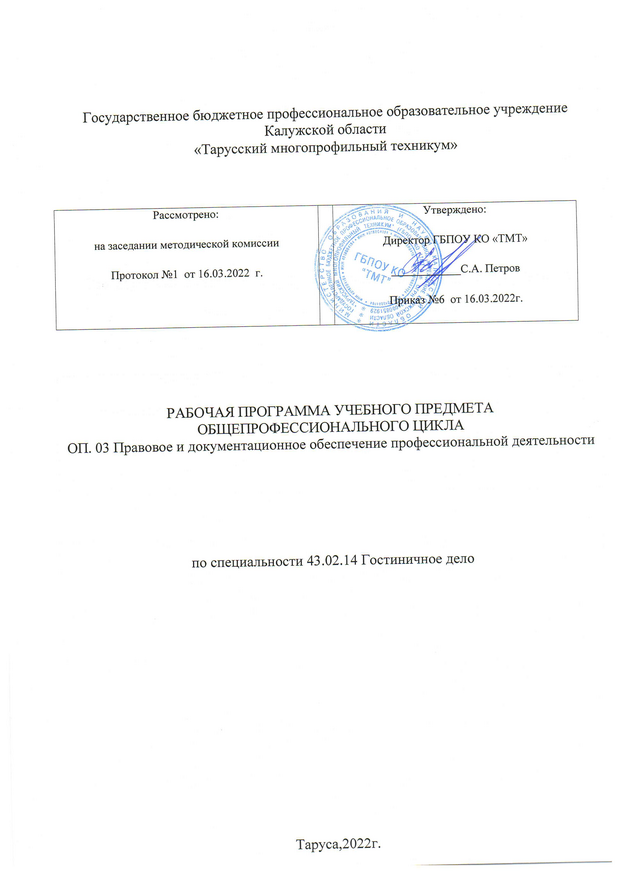 Государственное бюджетное профессиональное образовательное учреждение
Калужской области
«Тарусский многопрофильный техникум»
Рассмотрено:
на заседании методической комиссии
Протокол №1 от 16.03.2022 г.
Утверждено:
Директор ГБПОУ КО «ТМТ»
С.А. Петров
Приказ №6 от 16.03.2022г.
ГБПОУ КО
"ТМТ"
РАБОЧАЯ ПРОГРАММА УЧЕБНОГО ПРЕДМЕТА
ОБЩЕПРОФЕССИОНАЛЬНОГО ЦИКЛА
ОП. 03 Правовое и документационное обеспечение профессиональной деятельности
по специальности 43.02.14 Гостиничное дело
Таруса,2022г.